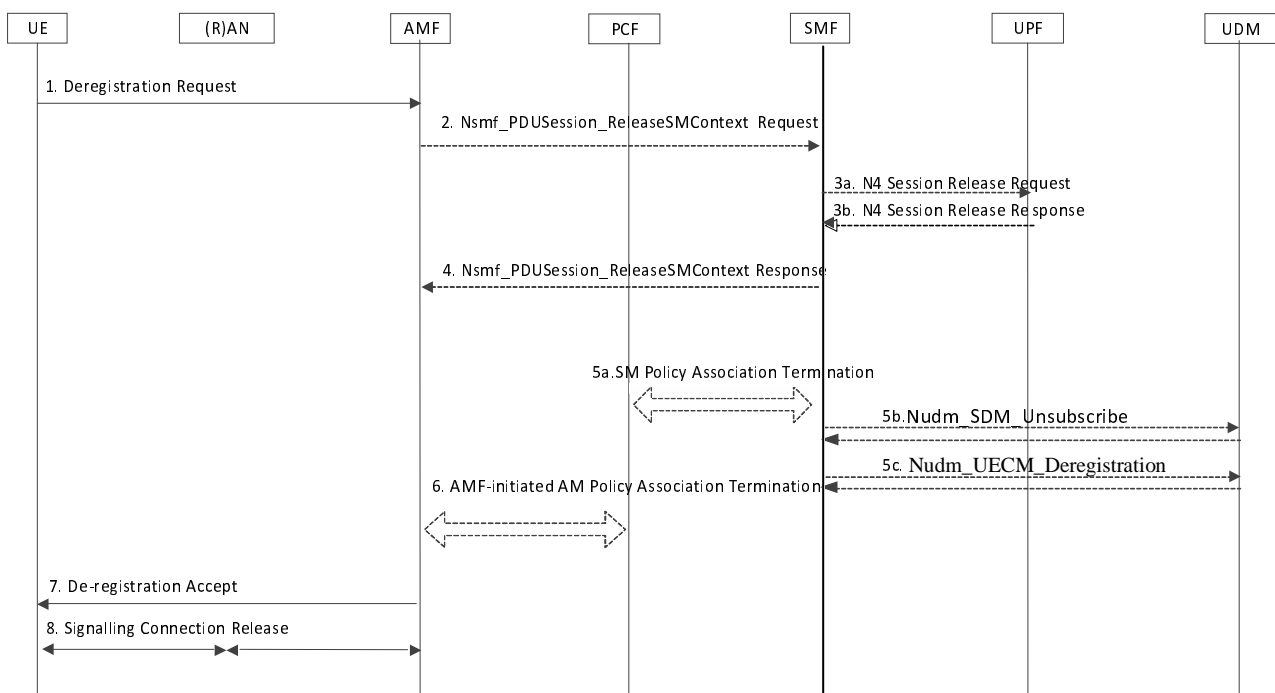 UE
(R)AN
AMF
PCF
SMF
UPF
UDM
1. Deregistration Request
2. Nsmf_PDUSession_ReleaseSMContext Request
3a. N4 Session Release Request
3b. N4 Session Release Response
4. Nsmf_PDUSession_ReleaseSMContext Response
5a.SM Policy Association Termination
5b.Nudm_SDM_Unsubscribe
5c. Nudm_UECM_Deregistration
6. AMF-initiated AM Policy Association Termination
7. De-registration Accept
8. Signalling Connection Release